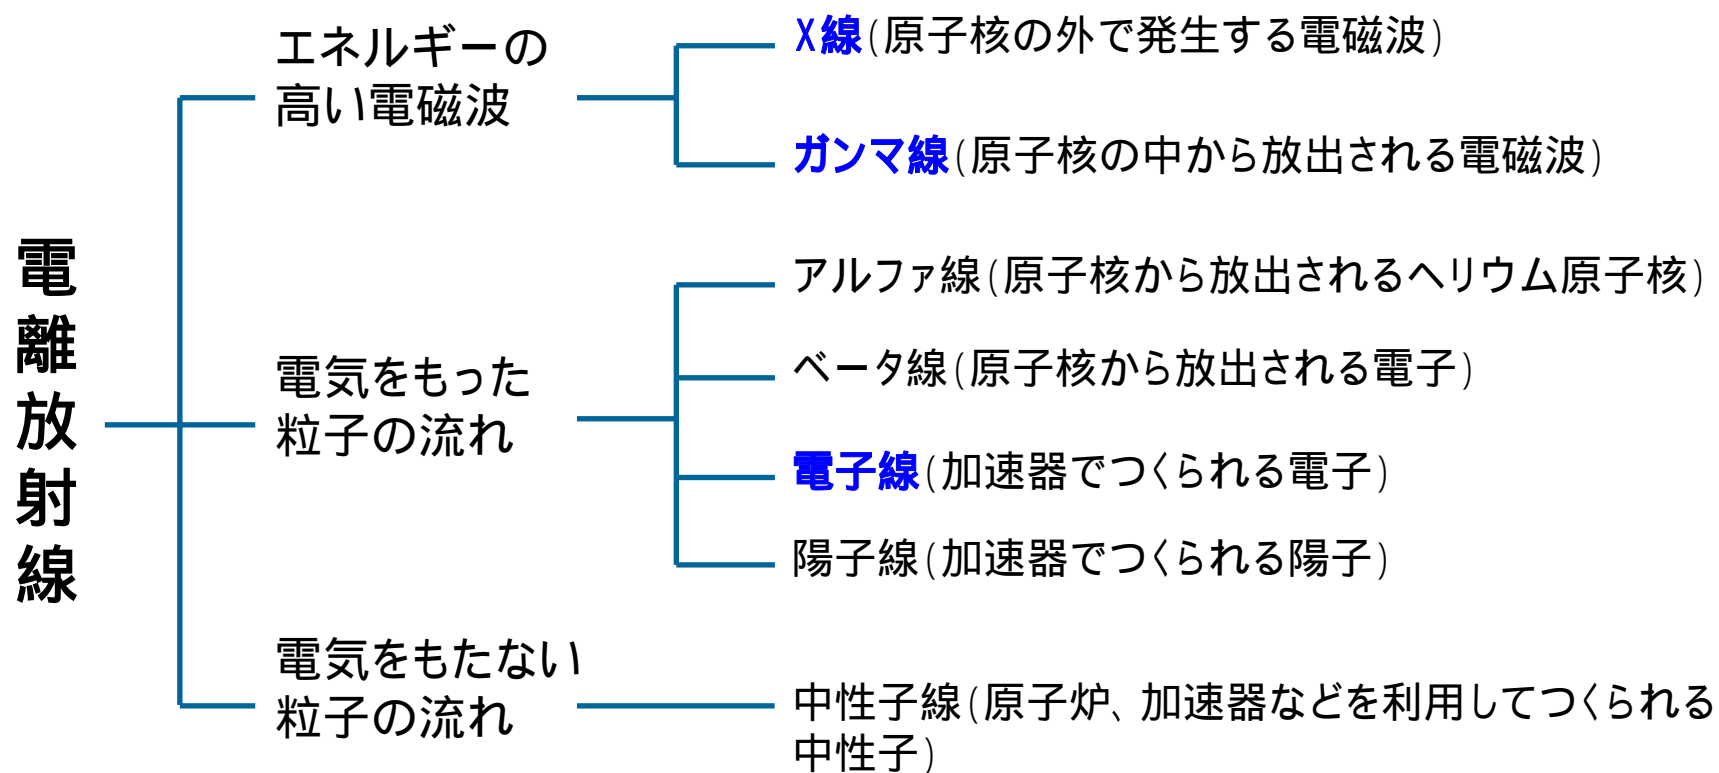 電離放射線
エネルギーの
高い電磁波
X線(原子核の外で発生する電磁波)
ガンマ線(原子核の中から放出される電磁波)
電気をもった
粒子の流れ
アルファ線(原子核から放出されるヘリウム原子核)
ベータ線(原子核から放出される電子)
電子線(加速器でつくられる電子)
陽子線(加速器でつくられる陽子)
電気をもたない
粒子の流れ
中性子線(原子炉、加速器などを利用してつくられる
中性子)